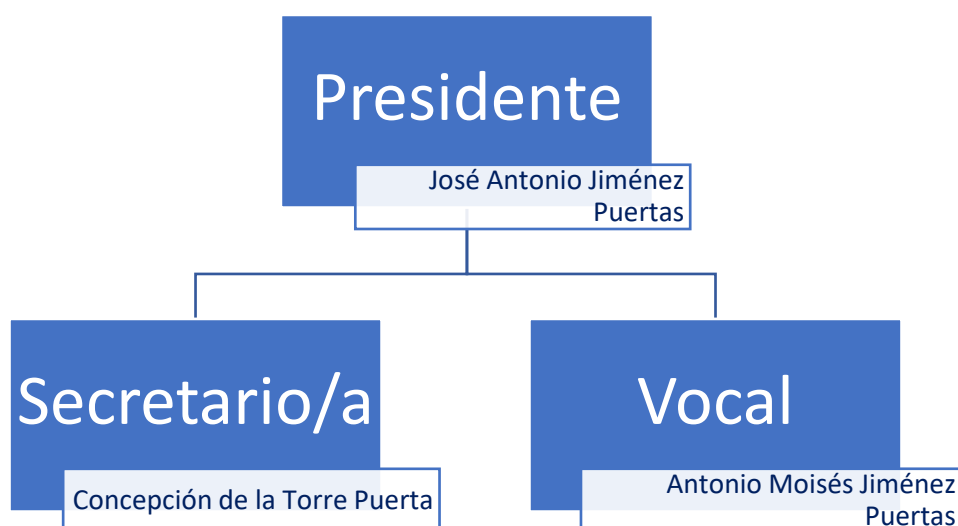 Presidente
José Antonio Jiménez
Puertas
Secretario/a
Concepción de la Torre Puerta
Vocal
Antonio Moisés Jiménez
Puertas